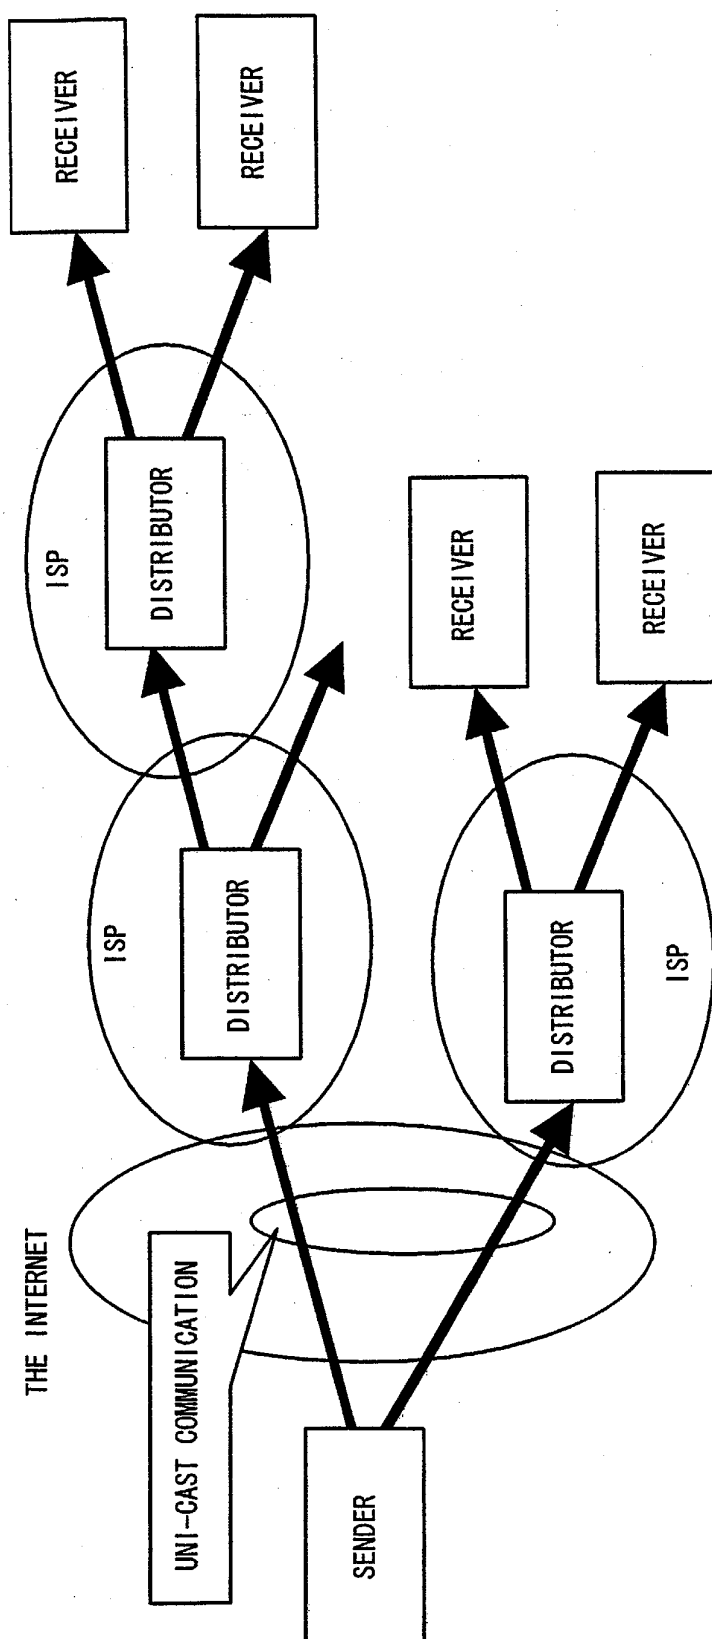 THE INTERNET
UNI-CAST COMMUNICATION
SENDER
ISP
DISTRIBUTOR
ISP
DISTRIBUTOR
RECEIVER
RECEIVER
DISTRIBUTOR
ISP
RECEIVER
RECEIVER